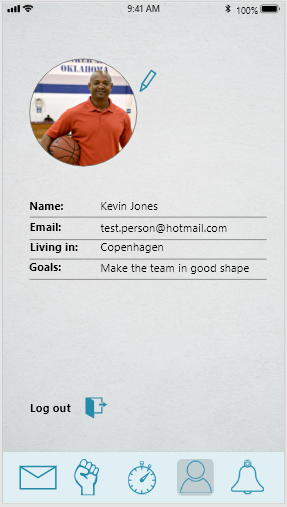 9:41 AM
100%
OKLAHOMA
Name: Kevin Jones
Email: test.person@hotmail.com
Living in: Copenhagen
Goals: Make the team in good shape
Log out